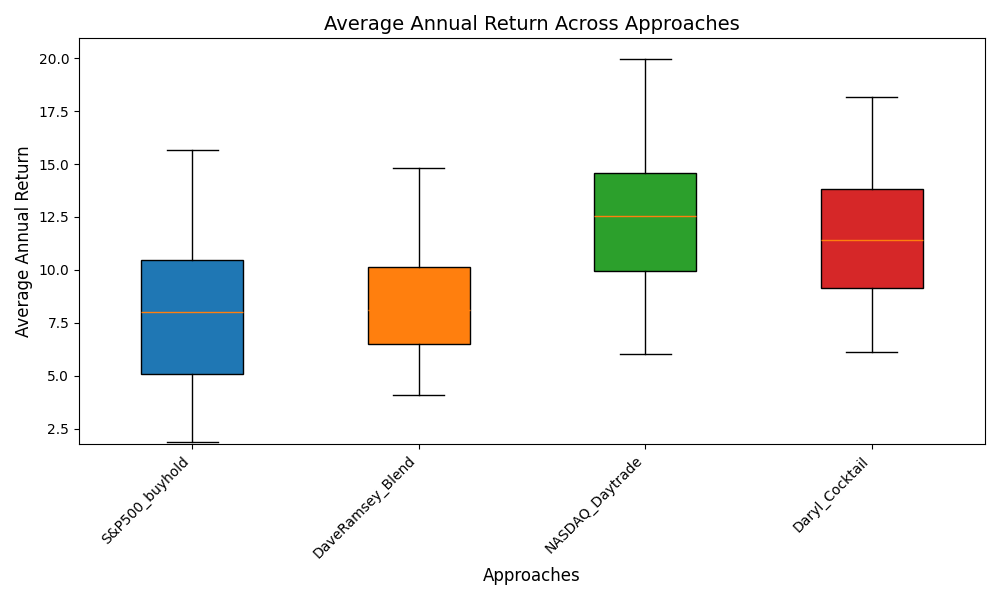 Average Annual Return Across Approaches
Average Annual Return
20.0
17.5
15.0
12.5
10.0
7.5
5.0
2.5
S&P500_buyhold
DaveRamsey_Blend
NASDAQ_Daytrade
Daryl_Cocktail
Approaches